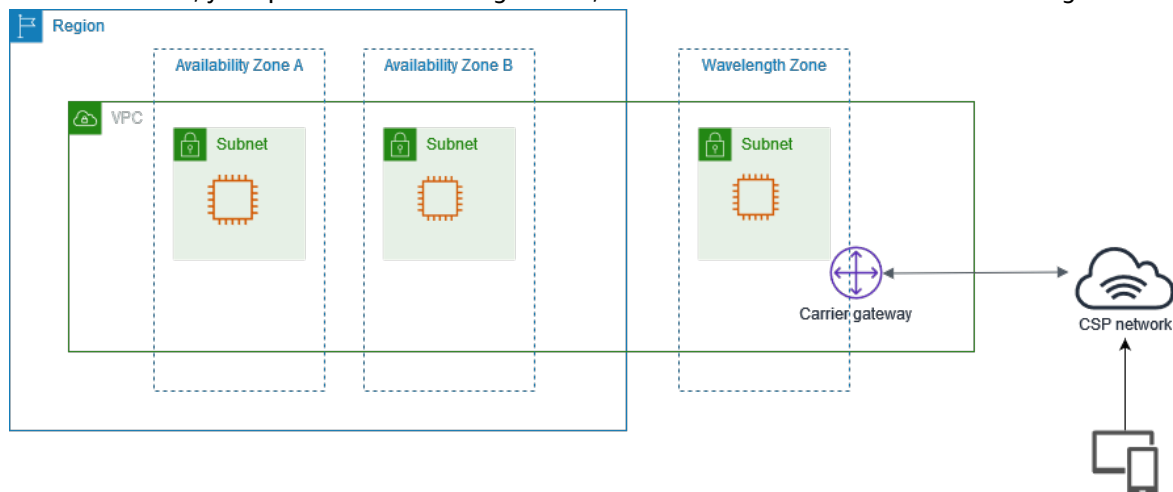 Region
Availability Zone A
Availability Zone B
Wavelength Zone
VPC
Subnet
Subnet
Subnet
Carrier gateway
CSP network